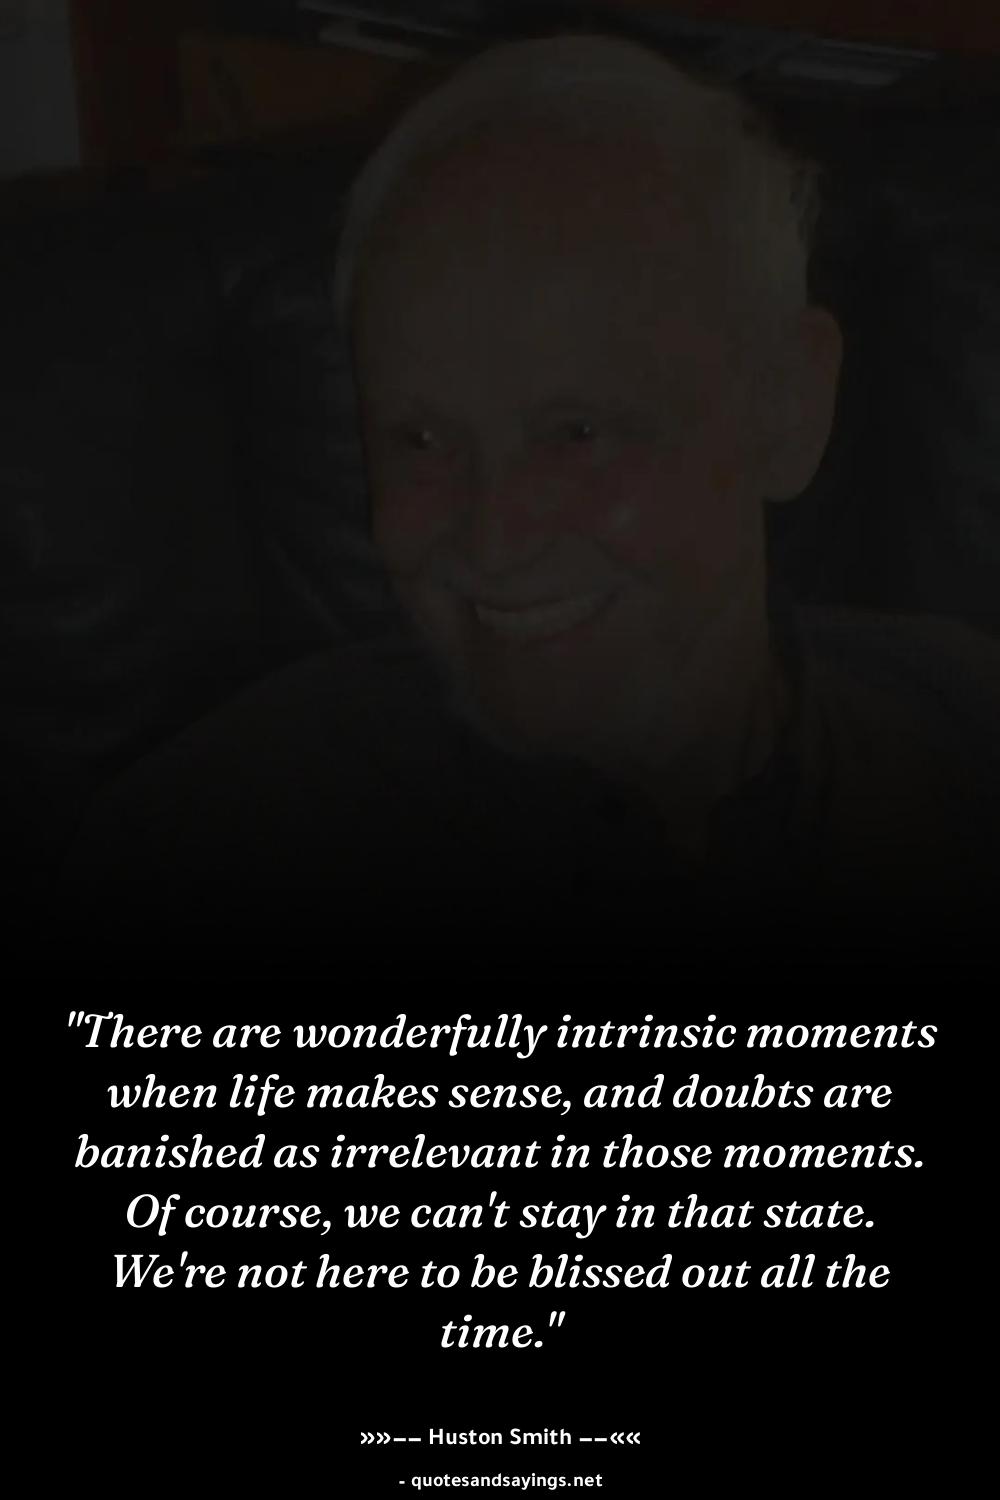 "There are wonderfully intrinsic moments
when life makes sense, and doubts are
banished as irrelevant in those moments.
Of course, we can't stay in that state.
We're not here to be blissed out all the
time."
»»–– Huston Smith ––««
- quotesandsayings.net